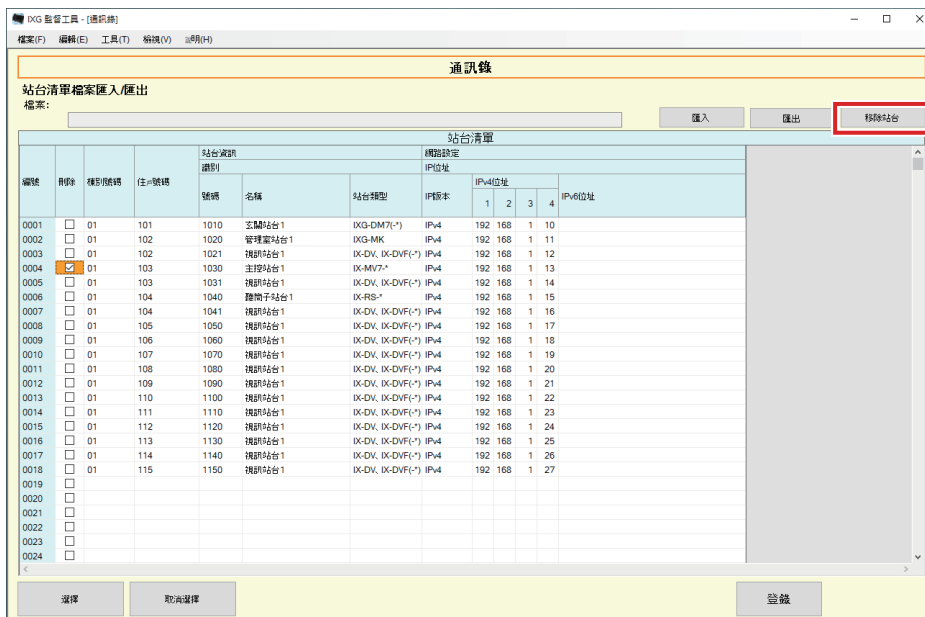 IXG 監督工具 - [通訊錄]
檔案(F) 編輯(E) 工具(T) 檢視(V) 說明(H)
通訊錄
站台清單檔案匯入/匯出
檔案:
匯入 匯出 移除站台
站台清單
站台資訊 網路設定
識別 IP位址
編號 刪除 棟別號碼 住戶號碼 號碼 名稱 站台類型 IP版本 IPv4位址 IPv6位址
1 2 3 4
0001 01 101 1010 玄關站台1 IXG-DM7(-*) IPv4 192 168 1 10
0002 01 102 1020 管理室站台1 IXG-MK IPv4 192 168 1 11
0003 01 102 1021 視訊站台1 IX-DV、IX-DVF(-*) IPv4 192 168 1 12
0004 01 103 1030 主控站台1 IX-MV7-* IPv4 192 168 1 13
0005 01 103 1031 視訊站台1 IX-DV、IX-DVF(-*) IPv4 192 168 1 14
0006 01 104 1040 聽筒子站台1 IX-RS-* IPv4 192 168 1 15
0007 01 104 1041 視訊站台1 IX-DV、IX-DVF(-*) IPv4 192 168 1 16
0008 01 105 1050 視訊站台1 IX-DV、IX-DVF(-*) IPv4 192 168 1 17
0009 01 106 1060 視訊站台1 IX-DV、IX-DVF(-*) IPv4 192 168 1 18
0010 01 107 1070 視訊站台1 IX-DV、IX-DVF(-*) IPv4 192 168 1 19
0011 01 108 1080 視訊站台1 IX-DV、IX-DVF(-*) IPv4 192 168 1 20
0012 01 109 1090 視訊站台1 IX-DV、IX-DVF(-*) IPv4 192 168 1 21
0013 01 110 1100 視訊站台1 IX-DV、IX-DVF(-*) IPv4 192 168 1 22
0014 01 111 1110 視訊站台1 IX-DV、IX-DVF(-*) IPv4 192 168 1 23
0015 01 112 1120 視訊站台1 IX-DV、IX-DVF(-*) IPv4 192 168 1 24
0016 01 113 1130 視訊站台1 IX-DV、IX-DVF(-*) IPv4 192 168 1 25
0017 01 114 1140 視訊站台1 IX-DV、IX-DVF(-*) IPv4 192 168 1 26
0018 01 115 1150 視訊站台1 IX-DV、IX-DVF(-*) IPv4 192 168 1 27
0019
0020
0021
0022
0023
0024
選擇 取消選擇 登錄